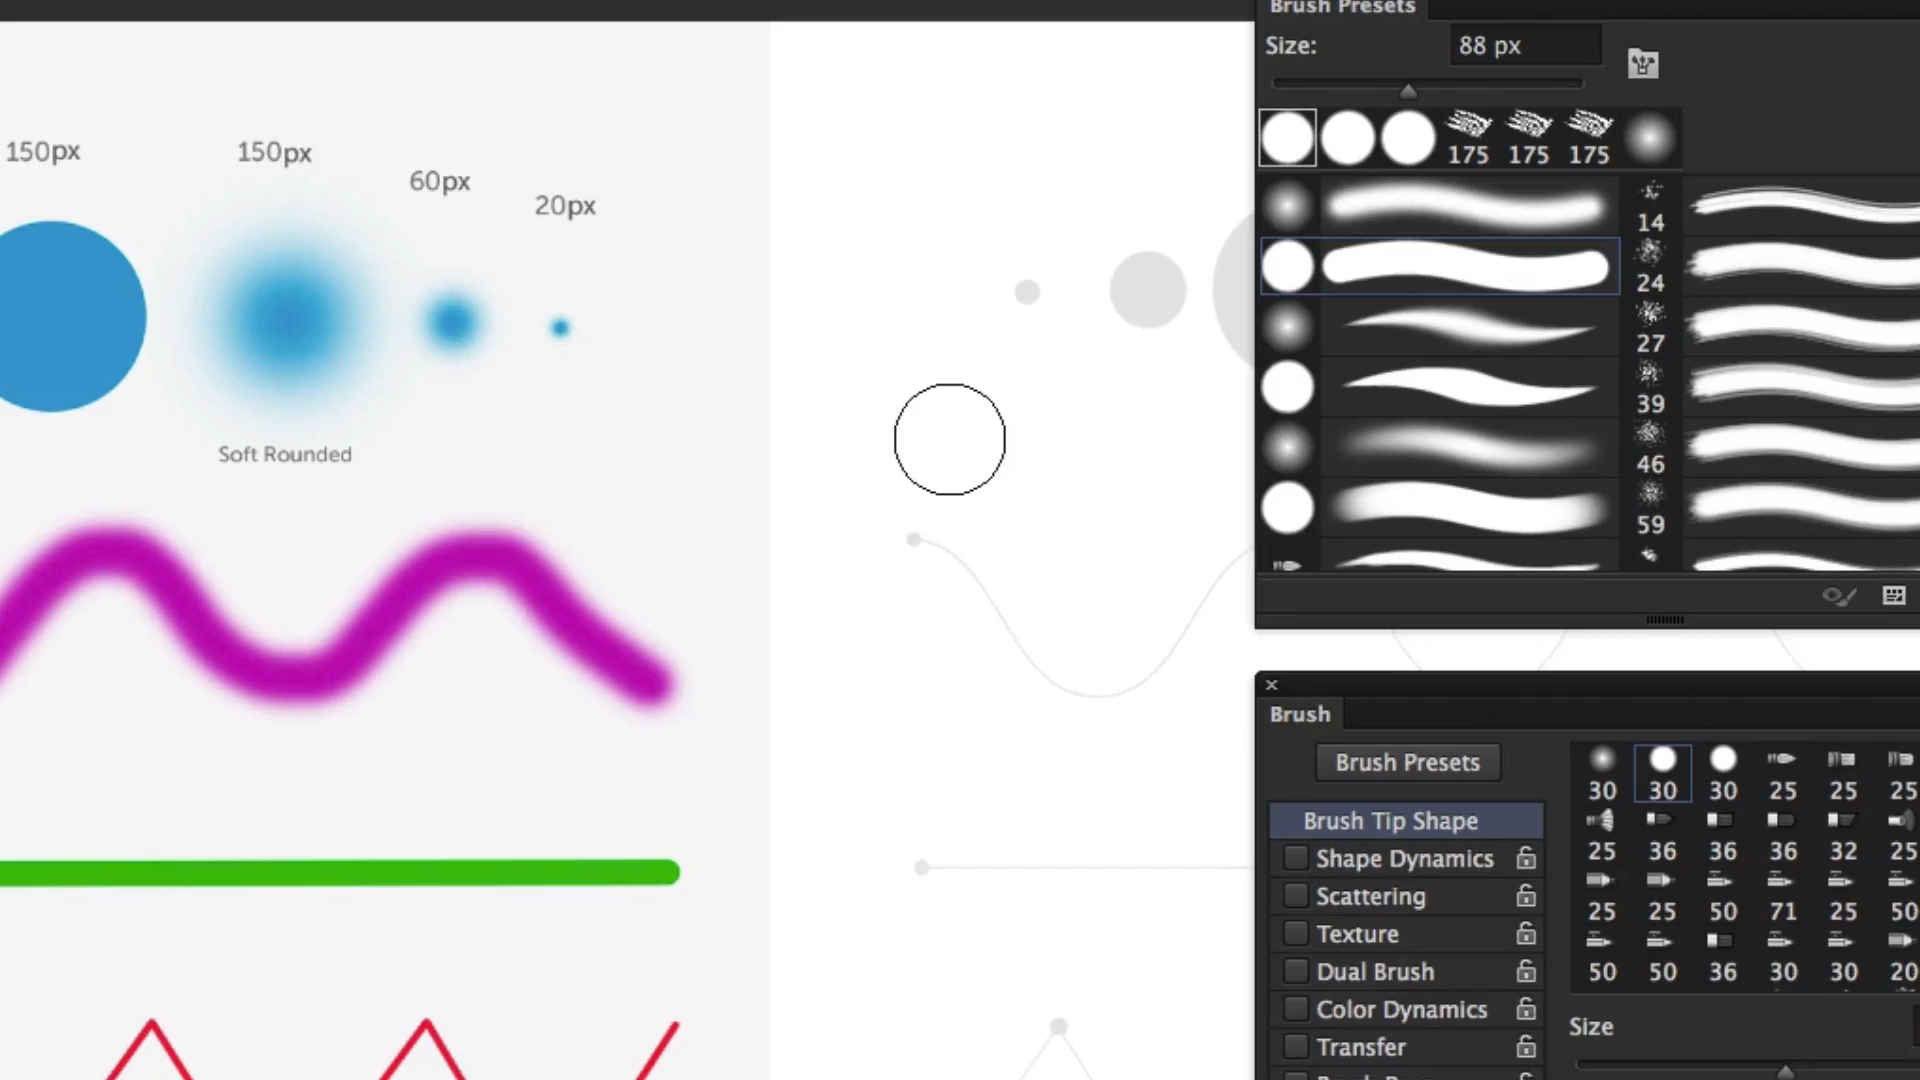 Brush Presets
Size: 88 px
175 175 175
14
24
27
39
46
59
150px 150px 60px 20px
Soft Rounded
Brush
Brush Presets
Brush Tip Shape
Shape Dynamics
Scattering
Texture
Dual Brush
Color Dynamics
Transfer
30 30 30 25 25 25
25 36 36 36 32 25
25 25 50 71 25 50
50 50 36 30 30 20
Size